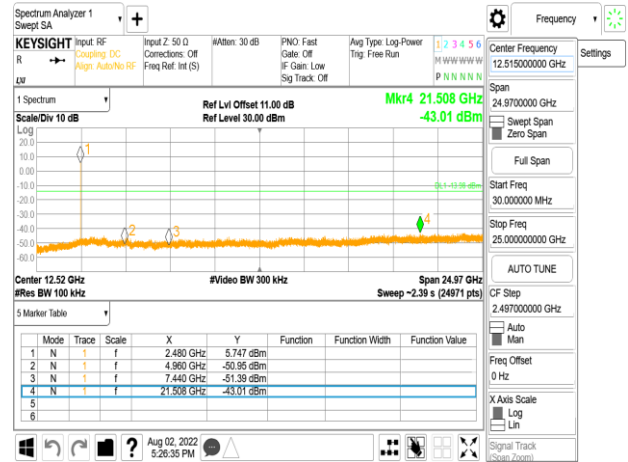 Spectrum Analyzer 1
Swept SA
+
Frequency
KEYSIGHT Input: RF Input Z: 50 Ω #Atten: 30 dB PNO: Fast Avg Type: Log-Power 1 2 3 4 5 6
R Coupling: DC Corrections: Off Gate: Off Trig: Free Run M W W W W W
Align: Auto/No RF Freq Ref: Int (S) IF Gain: Low P N N N N N
Sig Track: Off
LXI
1 Spectrum
Scale/Div 10 dB
Ref Lvl Offset 11.00 dB
Ref Level 30.00 dBm
Mkr4 21.508 GHz
-43.01 dBm
Log
20.0
10.0
0.00
-10.0
-20.0
-30.0
-40.0
-50.0
-60.0
1
2
3
4
Center 12.52 GHz #Video BW 300 kHz Span 24.97 GHz
#Res BW 100 kHz Sweep ~2.39 s (24971 pts)
5 Marker Table
Mode Trace Scale X Y Function Function Width Function Value
1 N 1 f 2.480 GHz 5.747 dBm
2 N 1 f 4.960 GHz -50.95 dBm
3 N 1 f 7.440 GHz -51.39 dBm
4 N 1 f 21.508 GHz -43.01 dBm
5
6
?
Aug 02, 2022
5:26:35 PM
Center Frequency
12.515000000 GHz
Settings
Span
24.9700000 GHz
Swept Span
Zero Span
Full Span
Start Freq
30.000000 MHz
Stop Freq
25.000000000 GHz
AUTO TUNE
CF Step
2.497000000 GHz
Auto
Man
Freq Offset
0 Hz
X Axis Scale
Log
Lin
Signal Track
(Span Zoom)